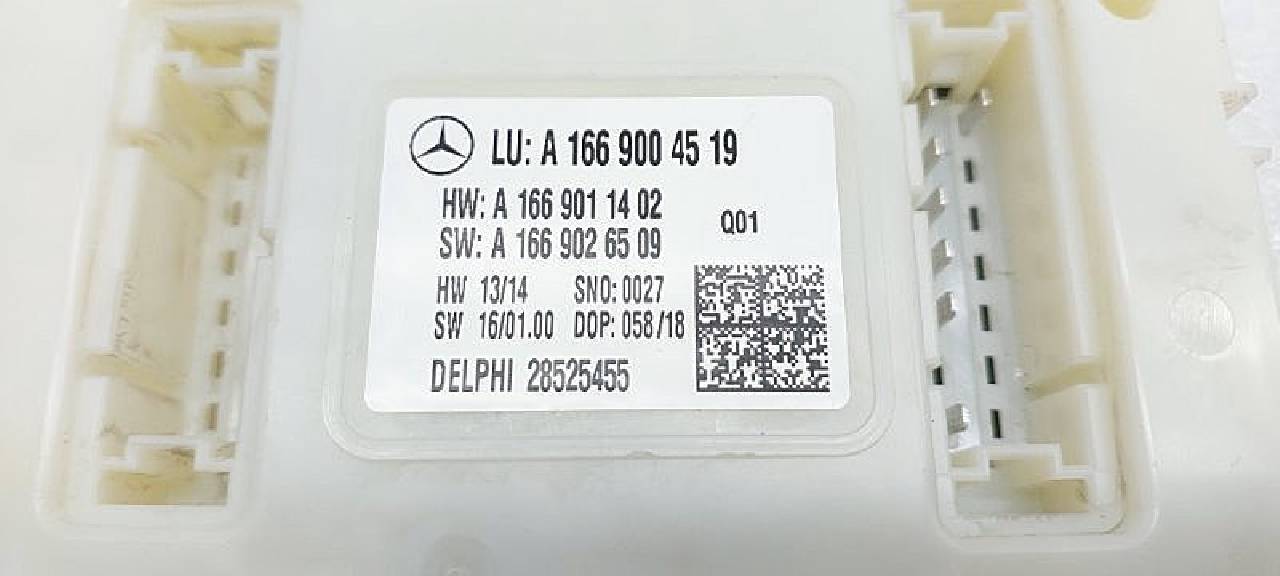 LU: A 166 900 45 19
HW: A 166 901 14 02
SW: A 166 902 65 09
Q01
HW 13/14 SNO: 0027
SW 16/01.00 DOP: 058/18
DELPHI 28525455